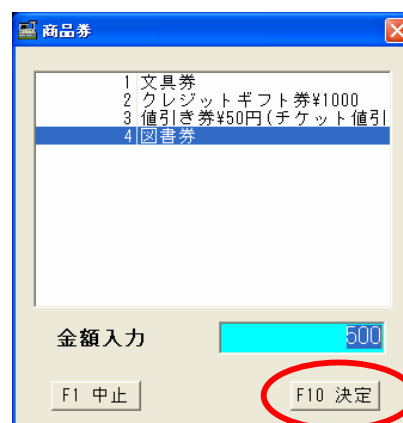 商品券
1 文具券
2 クレジットギフト券¥1000
3 値引き券¥50円(チケット値引
4 図書券
金額入力 500
F1 中止 F10 決定